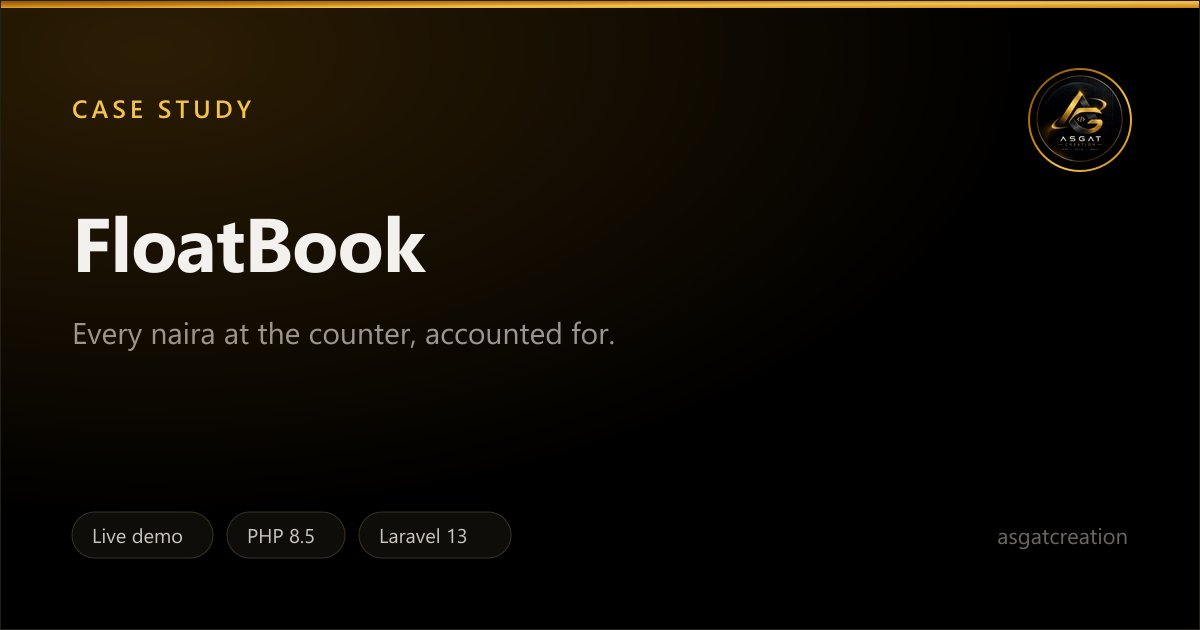 CASE STUDY
ASGAT
CREATION
FloatBook
Every naira at the counter, accounted for.
Live demo
PHP 8.5
Laravel 13
asgatcreation